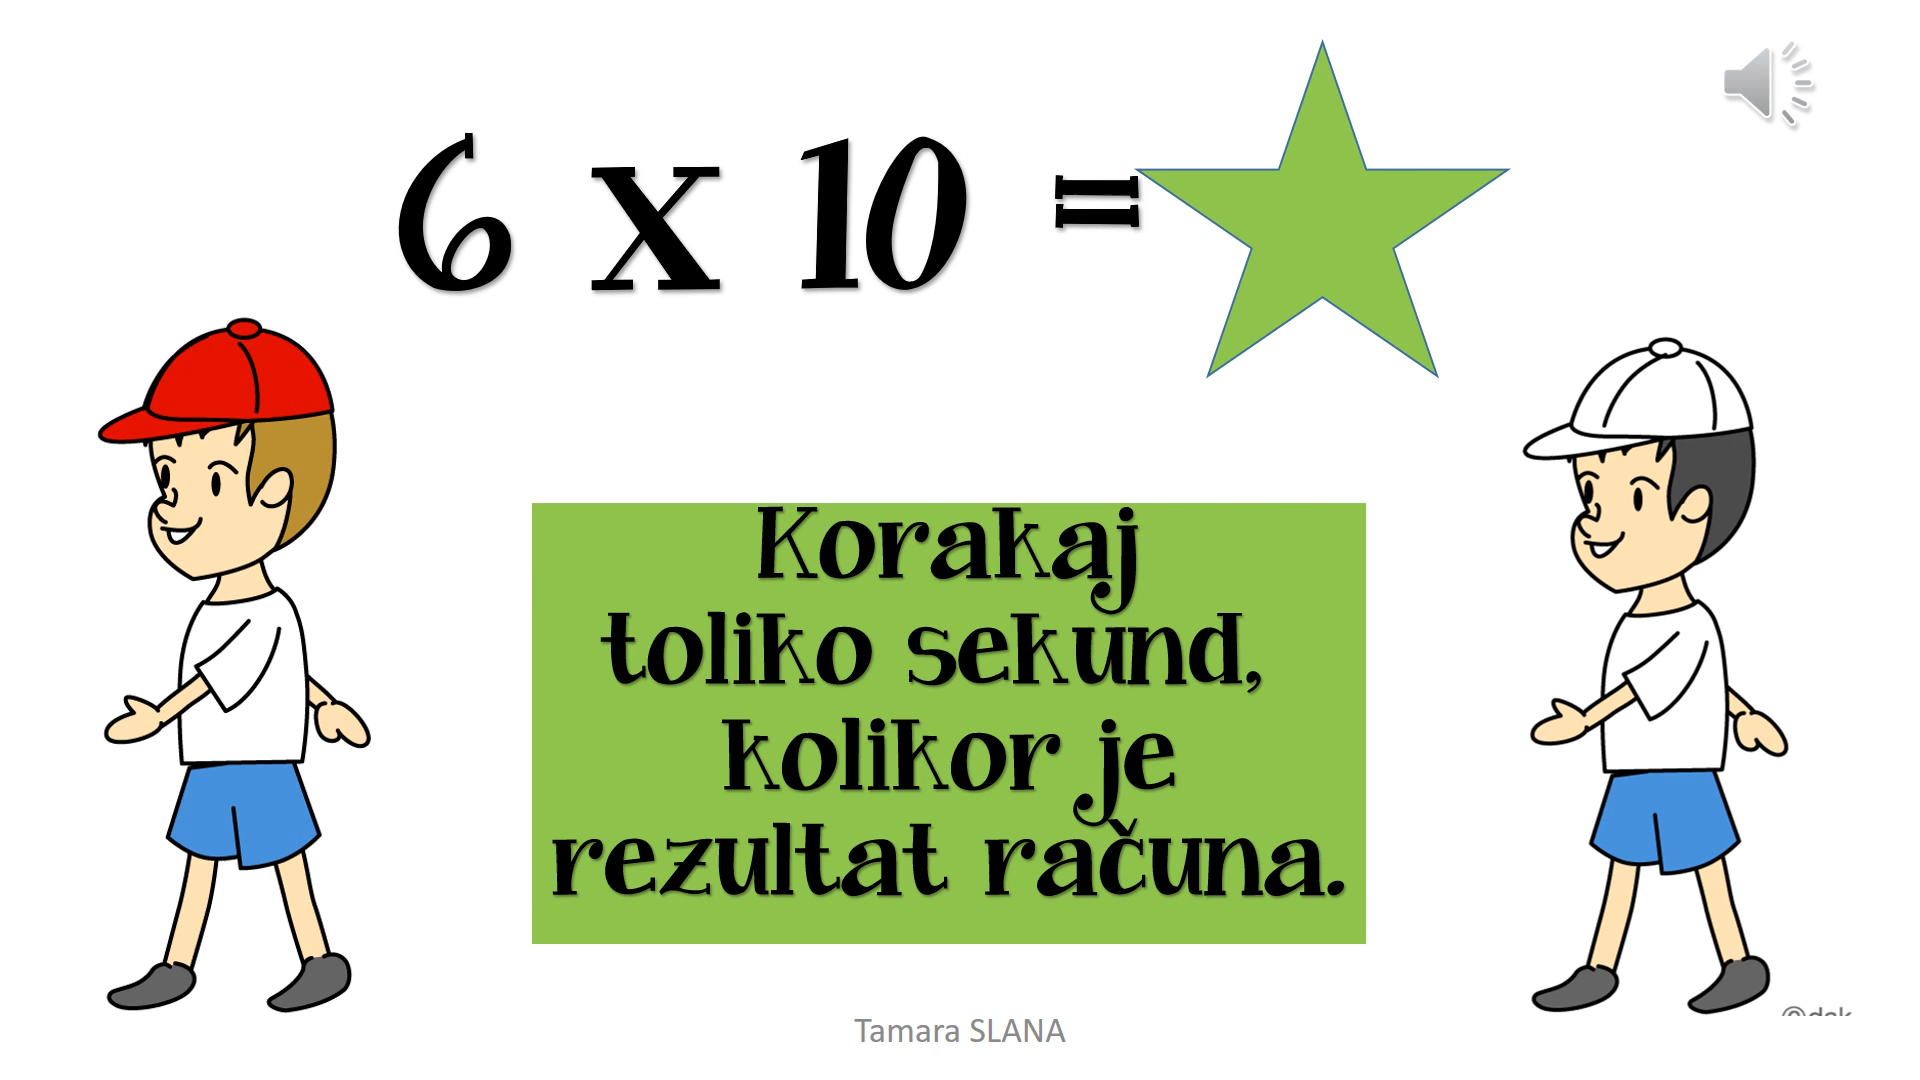 6 x 10 =
Korakaj
toliko sekund,
kolikor je
rezultat računa.
Tamara SLANA